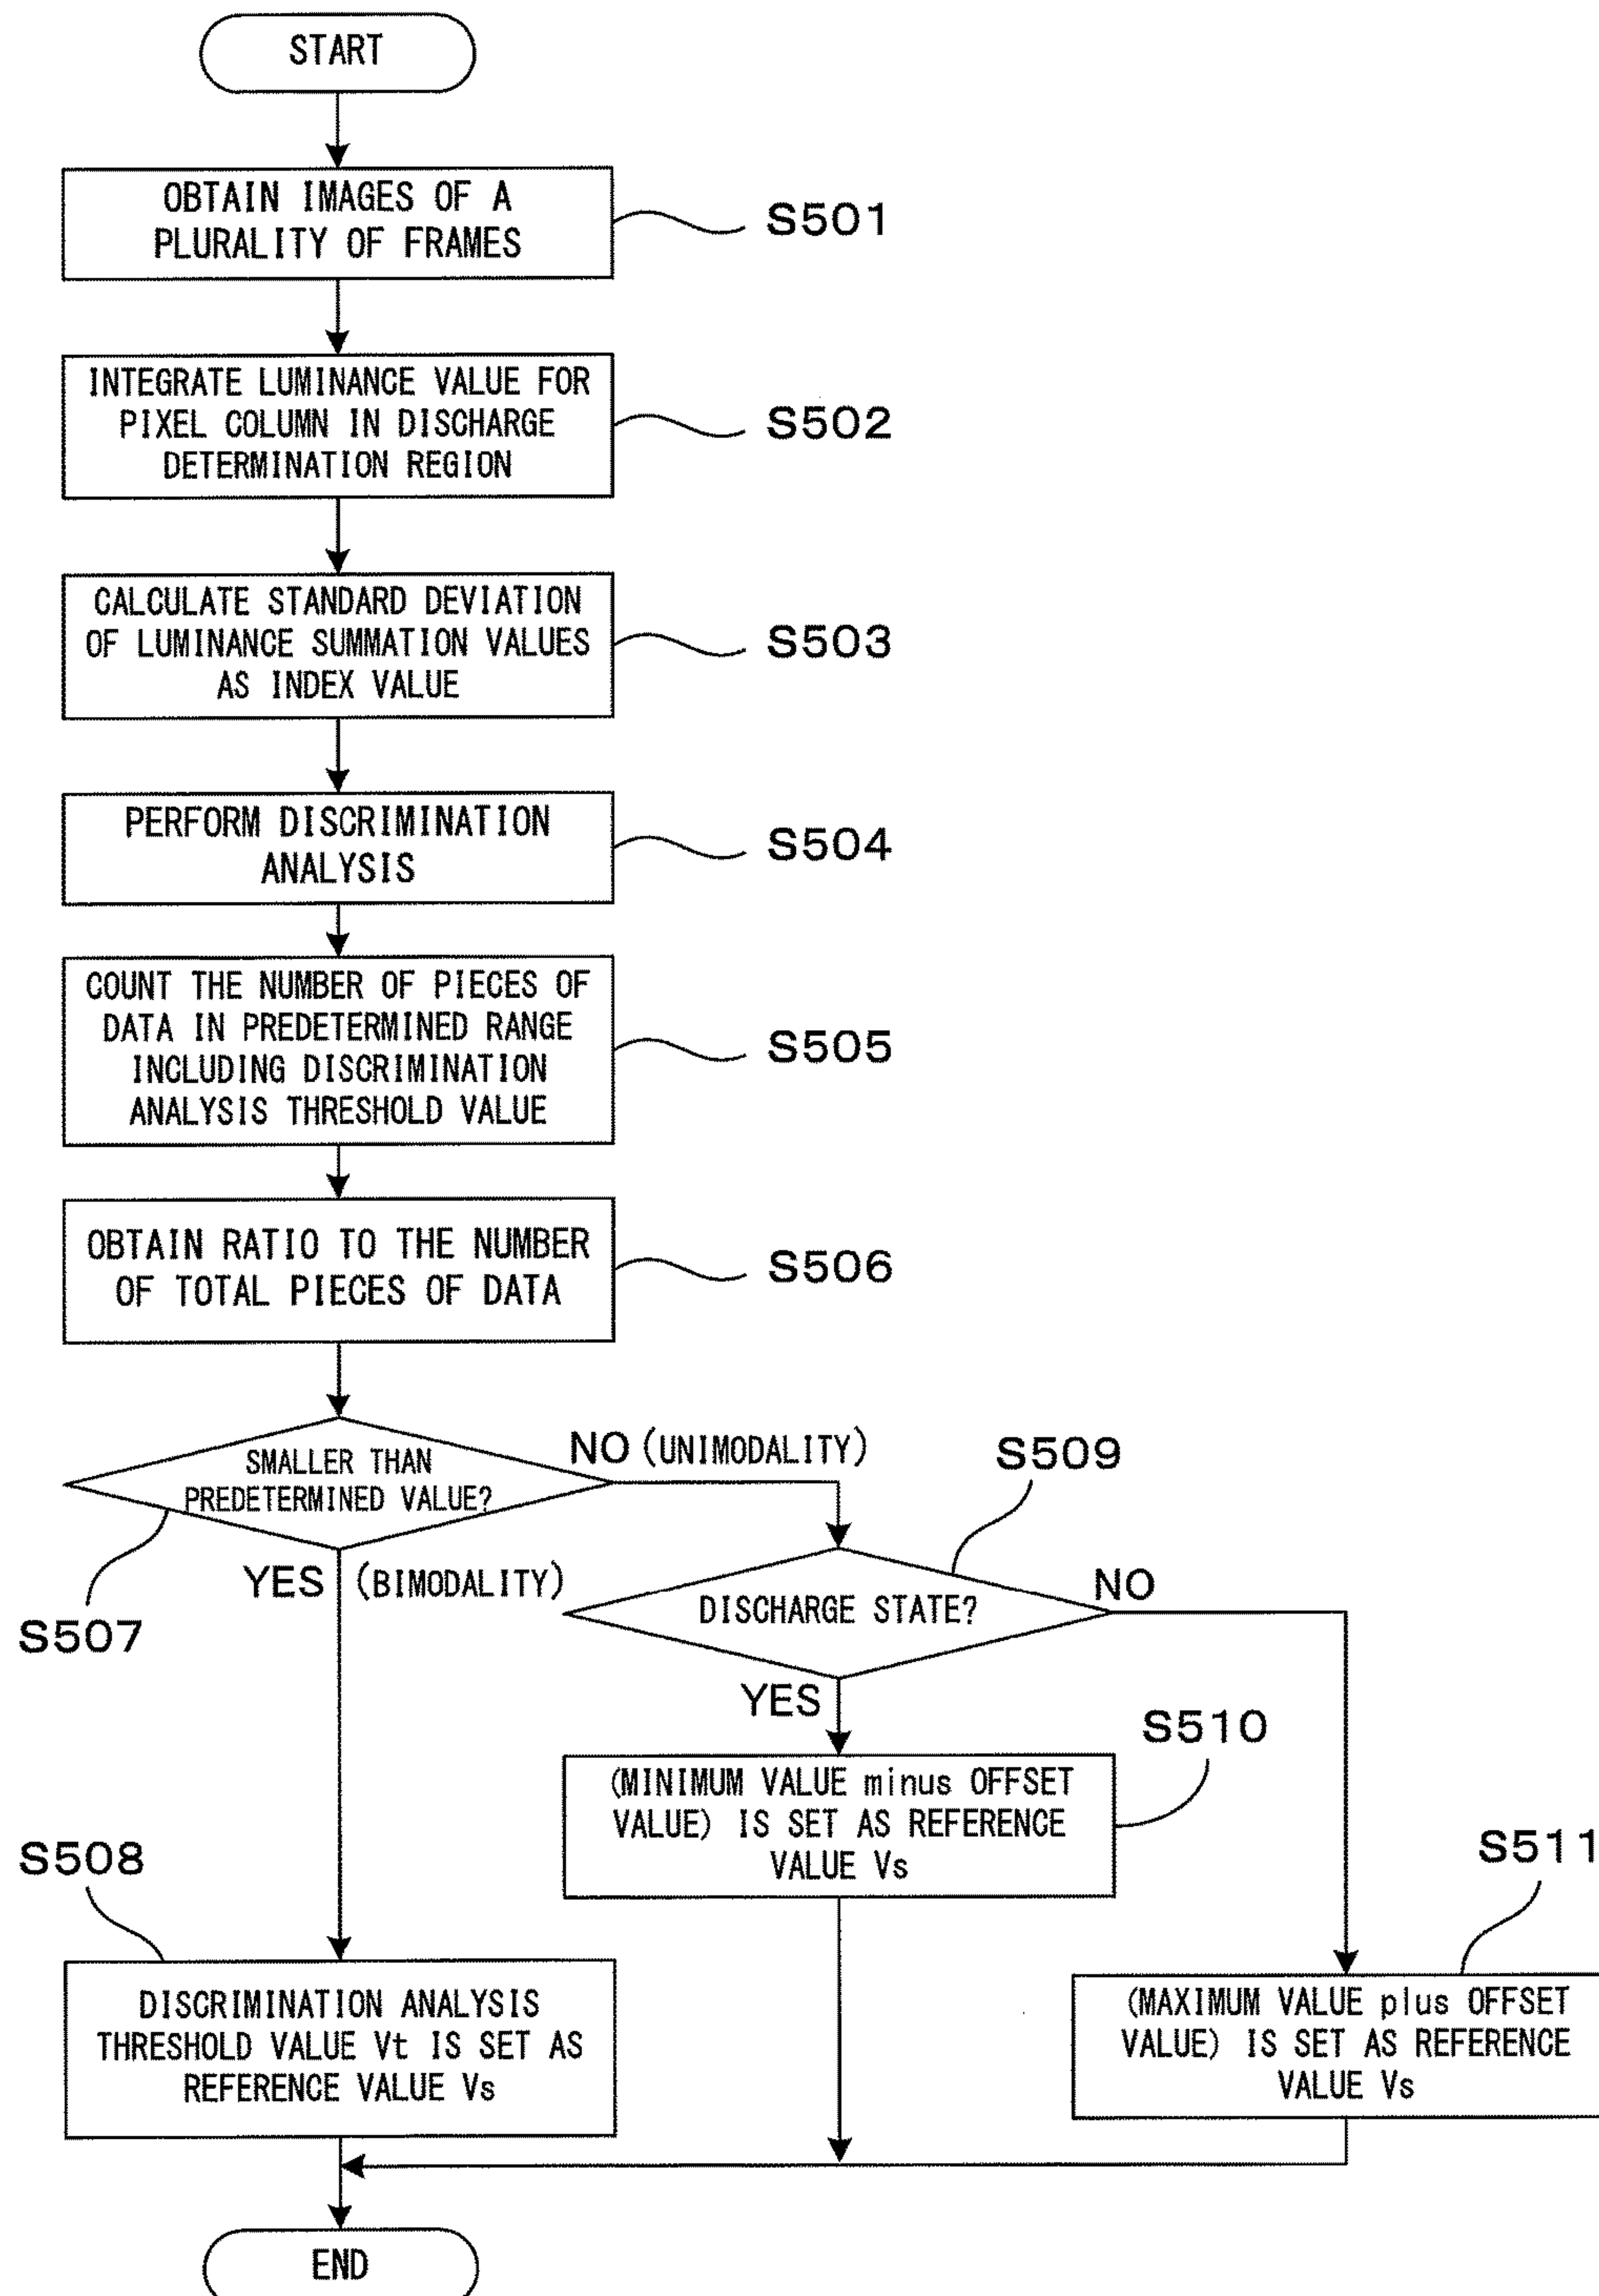 START
OBTAIN IMAGES OF A
PLURALITY OF FRAMES
S501
INTEGRATE LUMINANCE VALUE FOR
PIXEL COLUMN IN DISCHARGE
DETERMINATION REGION
S502
CALCULATE STANDARD DEVIATION
OF LUMINANCE SUMMATION VALUES
AS INDEX VALUE
S503
PERFORM DISCRIMINATION
ANALYSIS
S504
COUNT THE NUMBER OF PIECES OF
DATA IN PREDETERMINED RANGE
INCLUDING DISCRIMINATION
ANALYSIS THRESHOLD VALUE
S505
OBTAIN RATIO TO THE NUMBER
OF TOTAL PIECES OF DATA
S506
SMALLER THAN
PREDETERMINED VALUE?
S507
NO (UNIMODALITY)
YES (BIMODALITY)
S509
DISCHARGE STATE?
NO
YES
S510
(MINIMUM VALUE minus OFFSET
VALUE) IS SET AS REFERENCE
VALUE Vs
S508
DISCRIMINATION ANALYSIS
THRESHOLD VALUE Vt IS SET AS
REFERENCE VALUE Vs
S511
(MAXIMUM VALUE plus OFFSET
VALUE) IS SET AS REFERENCE
VALUE Vs
END